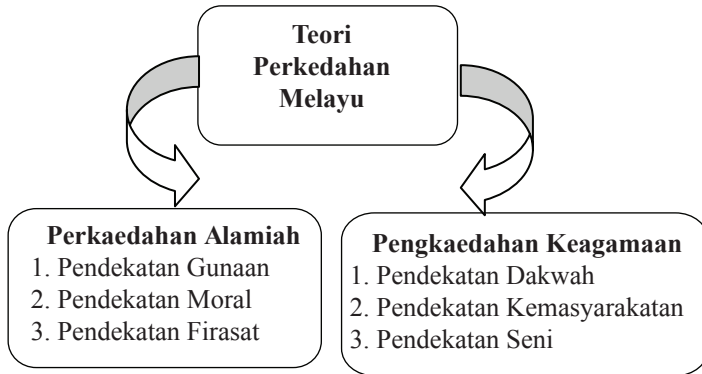 Teori
Perkedahan
Melayu
Perkaedahan Alamiah
1. Pendekatan Gunaan
2. Pendekatan Moral
3. Pendekatan Firasat
Pengkaedahan Keagamaan
1. Pendekatan Dakwah
2. Pendekatan Kemasyarakatan
3. Pendekatan Seni